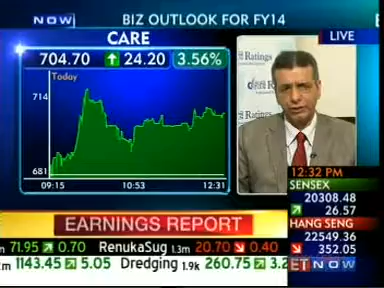 NOW
BIZ OUTLOOK FOR FY14
CARE
LIVE
704.70 24.20 3.56%
Today
714
681
09:15 10:53 12:31
Ratings
12:32 PM
SENSEX
20308.48
26.57
HANG SENG
22549.36
352.05
EARNINGS REPORT
71.95 0.70 RenukaSug 1.3m 20.70 0.40
1143.45 5.05 Dredging 1.9k 260.75 3.2
ET NOW